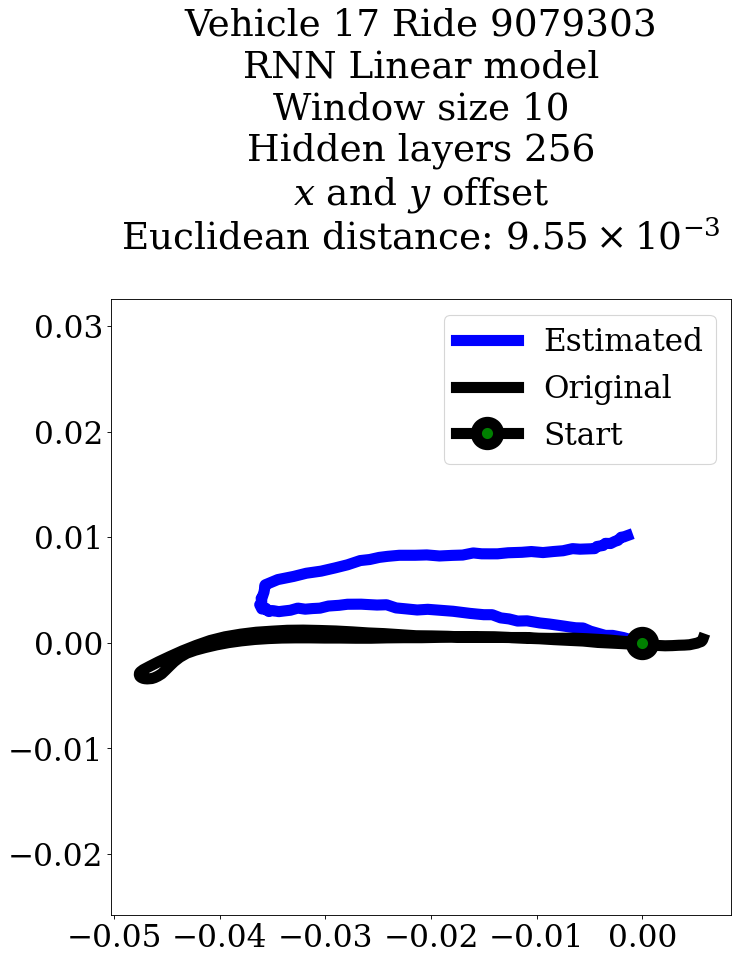 Vehicle 17 Ride 9079303
RNN Linear model
Window size 10
Hidden layers 256
x and y offset
Euclidean distance: 9.55 × 10⁻³
Estimated
Original
Start
0.03
0.02
0.01
0.00
−0.01
−0.02
−0.05 −0.04 −0.03 −0.02 −0.01 0.00